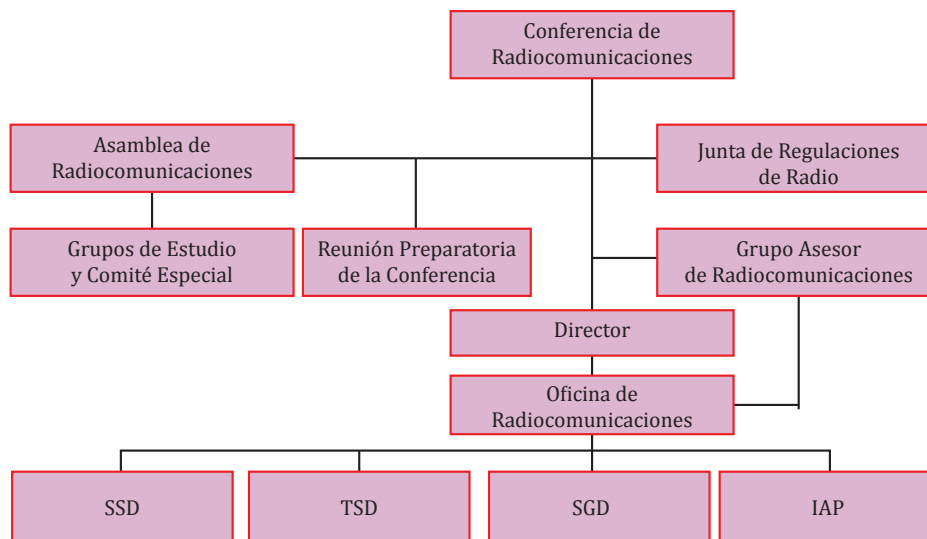 Conferencia de
Radiocomunicaciones
Asamblea de
Radiocomunicaciones
Junta de Regulaciones
de Radio
Grupos de Estudio
y Comité Especial
Reunión Preparatoria
de la Conferencia
Grupo Asesor
de Radiocomunicaciones
Director
Oficina de
Radiocomunicaciones
SSD
TSD
SGD
IAP